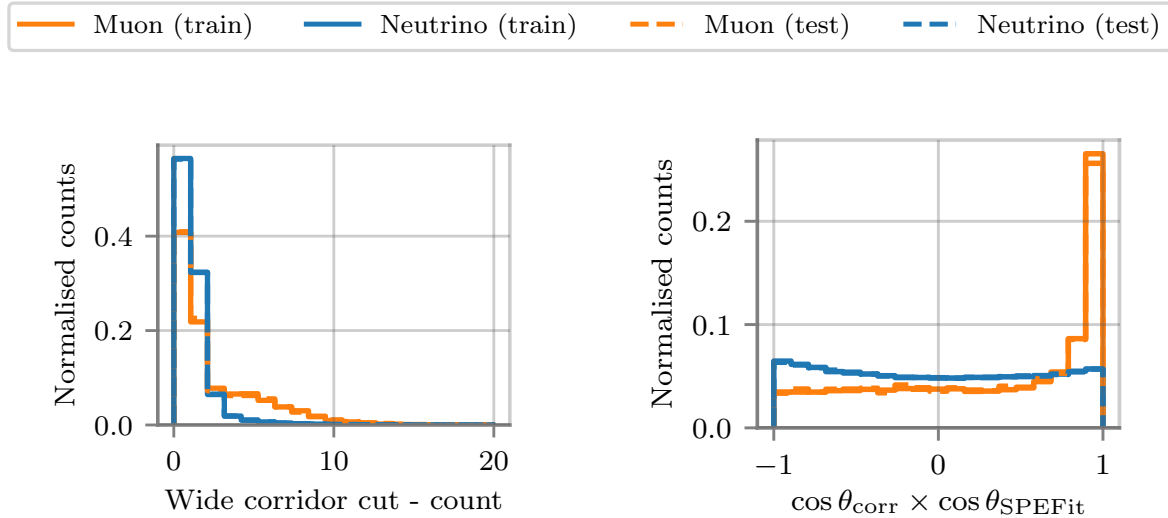 Muon (train) Neutrino (train) Muon (test) Neutrino (test)
Normalised counts
0.4
0.2
0.0
0 10 20
Wide corridor cut - count
Normalised counts
0.2
0.1
0.0
−1 0 1
cos θcorr × cos θSPEFit